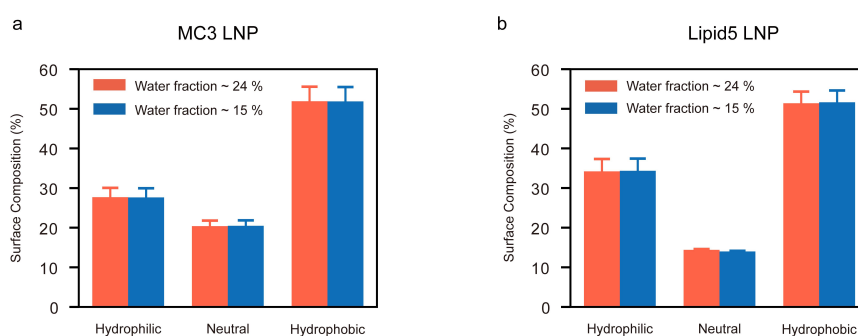 a
MC3 LNP
Surface Composition (%)
60
50
40
30
20
10
0
Water fraction ~ 24 %
Water fraction ~ 15 %
Hydrophilic
Neutral
Hydrophobic
b
Lipid5 LNP
Surface Composition (%)
60
50
40
30
20
10
0
Water fraction ~ 24 %
Water fraction ~ 15 %
Hydrophilic
Neutral
Hydrophobic